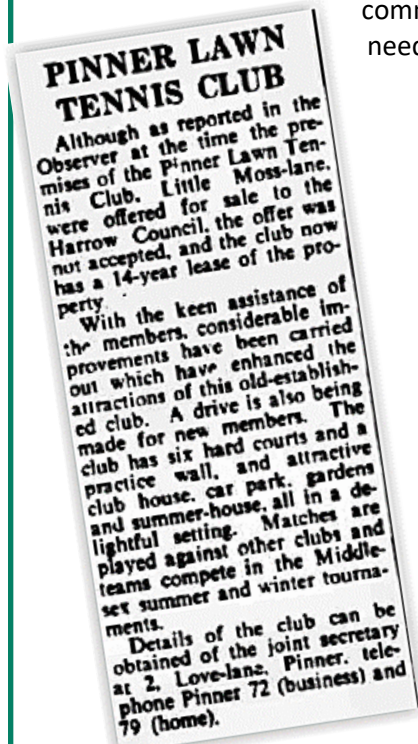 comm
need
PINNER LAWN
TENNIS CLUB
Although as reported in the
Observer at the time the pre-
mises of the Pinner Lawn Ten-
nis Club, Little Moss-lane,
were offered for sale to the
Harrow Council, the offer was
not accepted, and the club now
has a 14-year lease of the pro-
perty.
With the keen assistance of
the members, considerable im-
provements have been carried
out which have enhanced the
attractions of this old-establish-
ed club. A drive is also being
made for new members. The
club has six hard courts and a
practice wall, and attractive
club house, car park, gardens
and summer-house, all in a de-
lightful setting. Matches are
played against other clubs and
teams compete in the Middle-
sex summer and winter tourna-
ments.
Details of the club can be
obtained of the joint secretary
at 2, Love-lane, Pinner, tele-
phone Pinner 72 (business) and
79 (home).